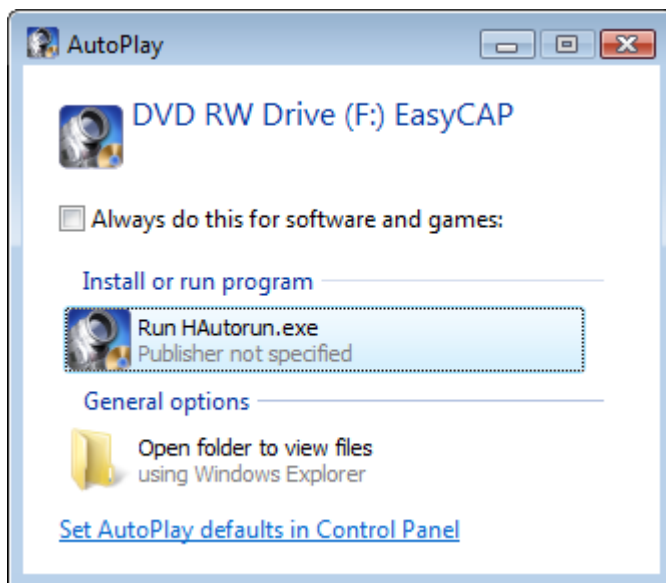 AutoPlay
DVD RW Drive (F:) EasyCAP
Always do this for software and games:
Install or run program
Run HAutorun.exe
Publisher not specified
General options
Open folder to view files
using Windows Explorer
Set AutoPlay defaults in Control Panel